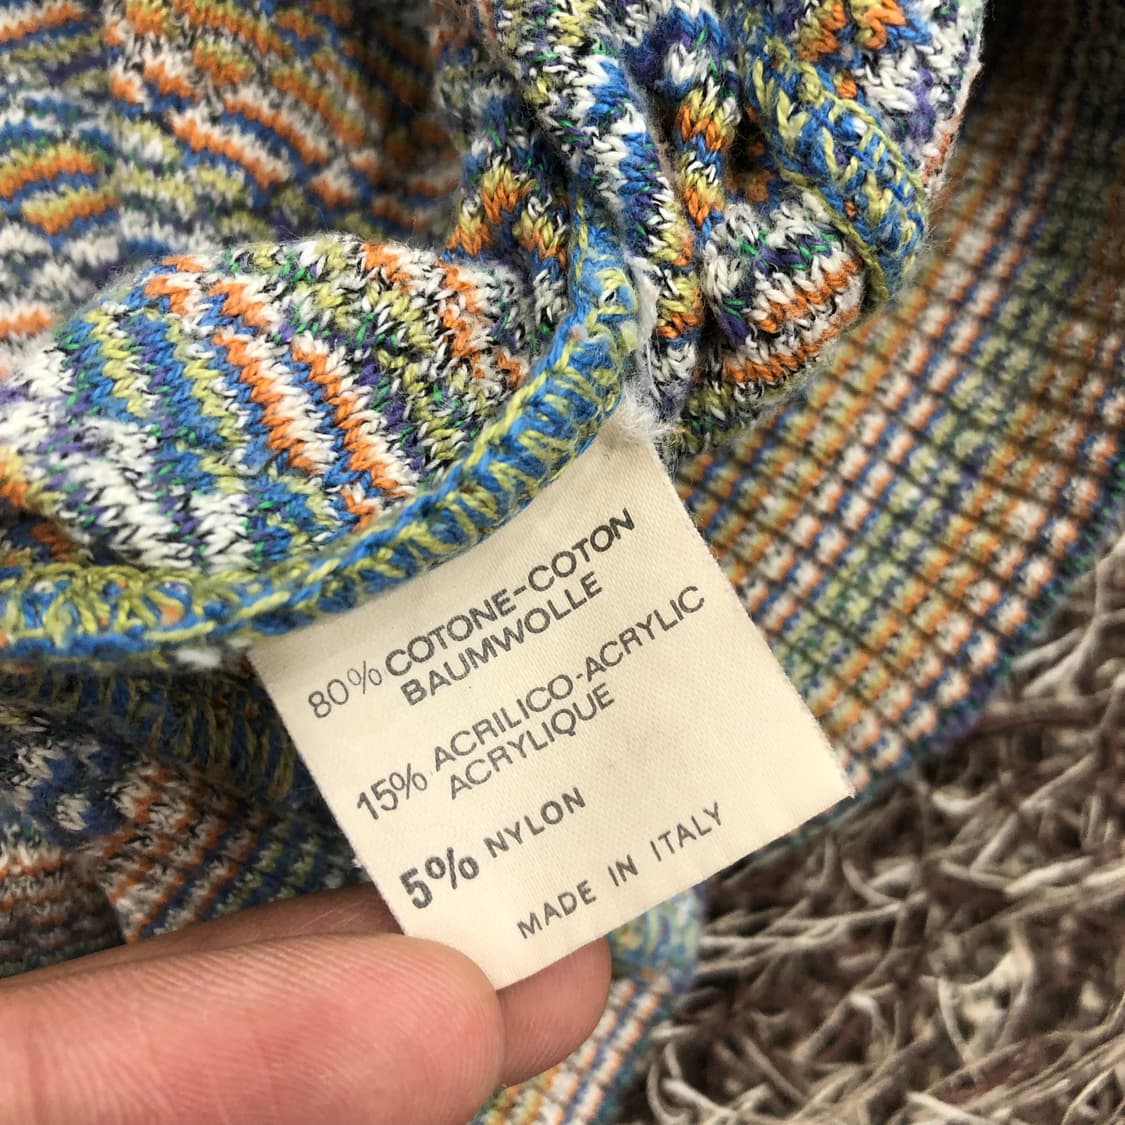 80% COTONE-COTON
BAUMWOLLE
15% ACRILICO-ACRYLIC
ACRYLIQUE
5% NYLON
MADE IN ITALY